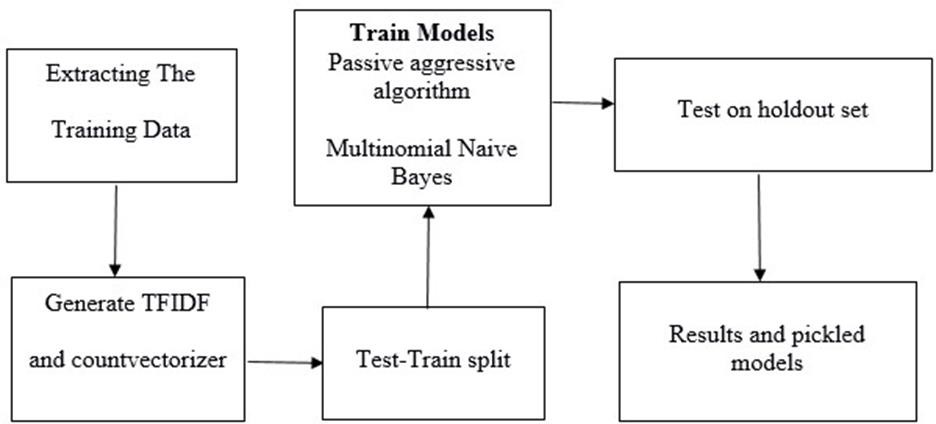 Extracting The
Training Data
Generate TFIDF
and countvectorizer
Test-Train split
Train Models
Passive aggressive
algorithm
Multinomial Naive
Bayes
Test on holdout set
Results and pickled
models